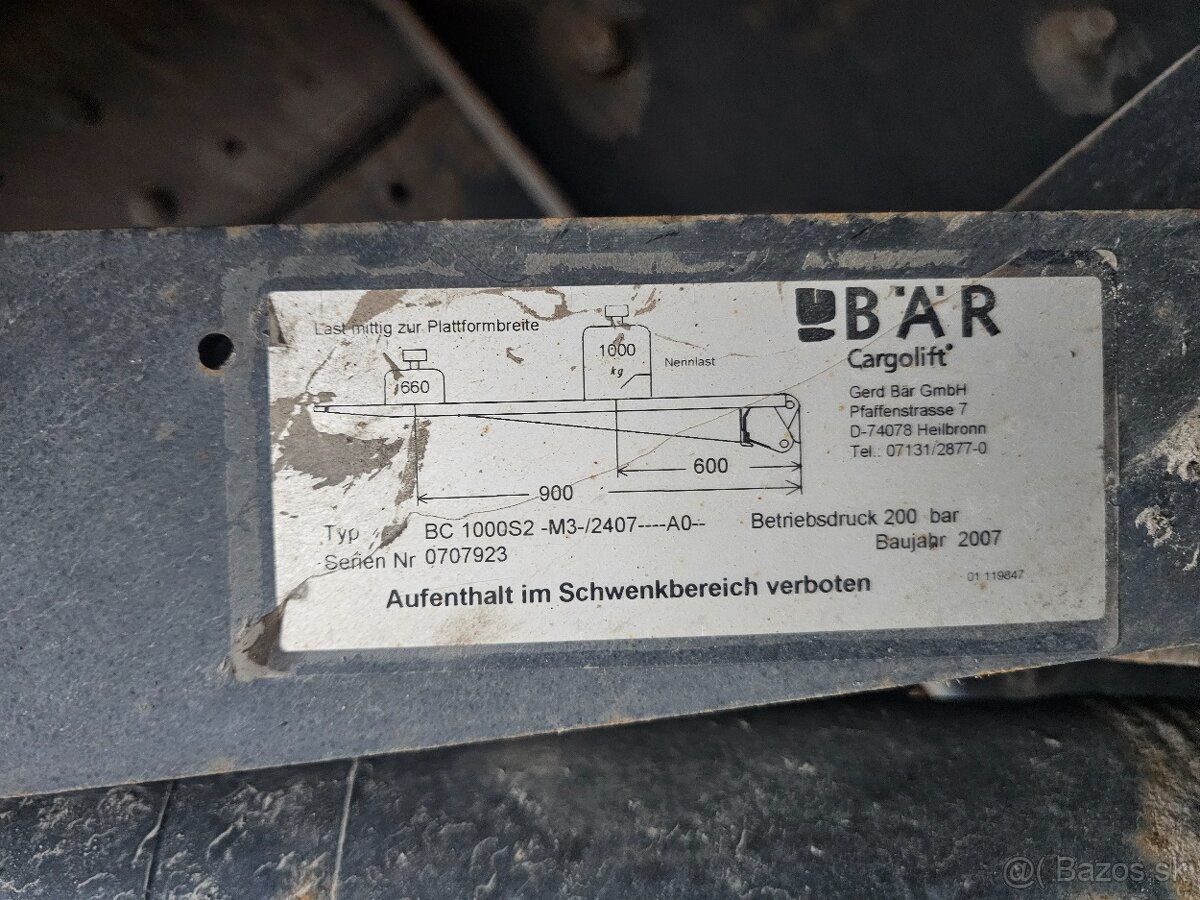 BÄR
Cargolift
Last mittig zur Plattformbreite
1000
kg
Nennlast
660
Gerd Bär GmbH
Pfaffenstrasse 7
D-74078 Heilbronn
Tel.: 07131/2877-0
600
900
Typ BC 1000S2 -M3-/2407----A0-- Betriebsdruck 200 bar
Serien Nr 0707923 Baujahr 2007
Aufenthalt im Schwenkbereich verboten
01 119847
@( Bazos.sk